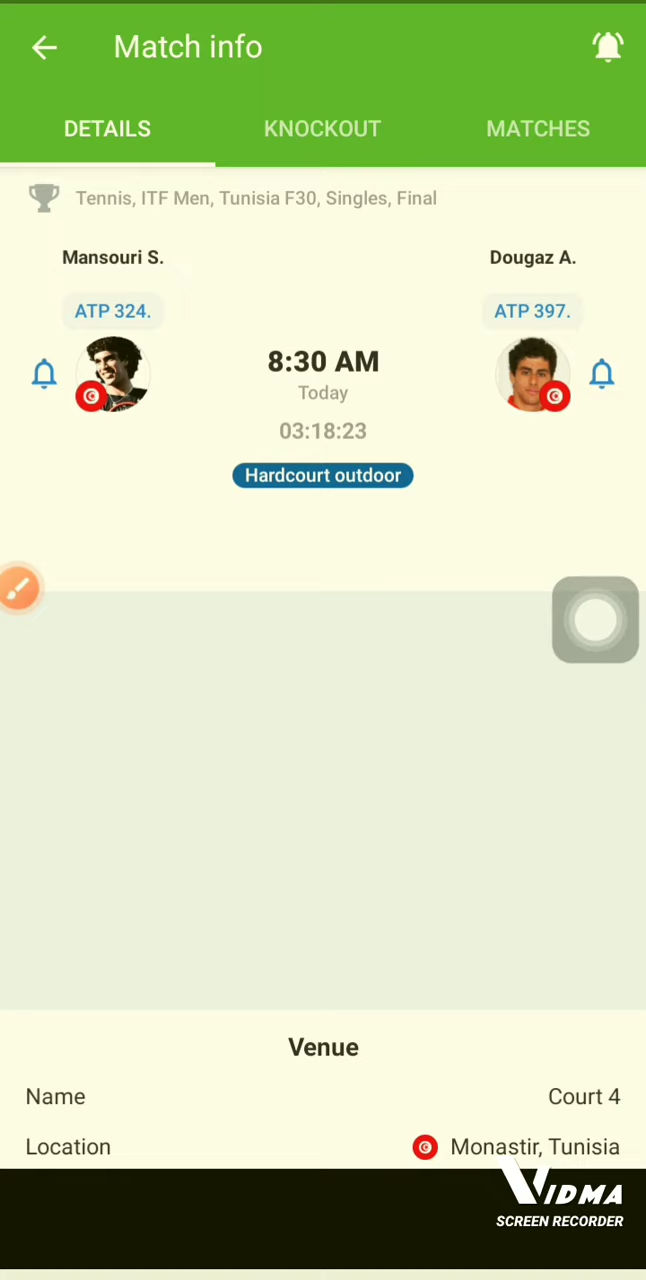 Match info
DETAILS KNOCKOUT MATCHES
Tennis, ITF Men, Tunisia F30, Singles, Final
Mansouri S. Dougaz A.
ATP 324. ATP 397.
8:30 AM
Today
03:18:23
Hardcourt outdoor
Venue
Name Court 4
Location Monastir, Tunisia
VIDMA
SCREEN RECORDER